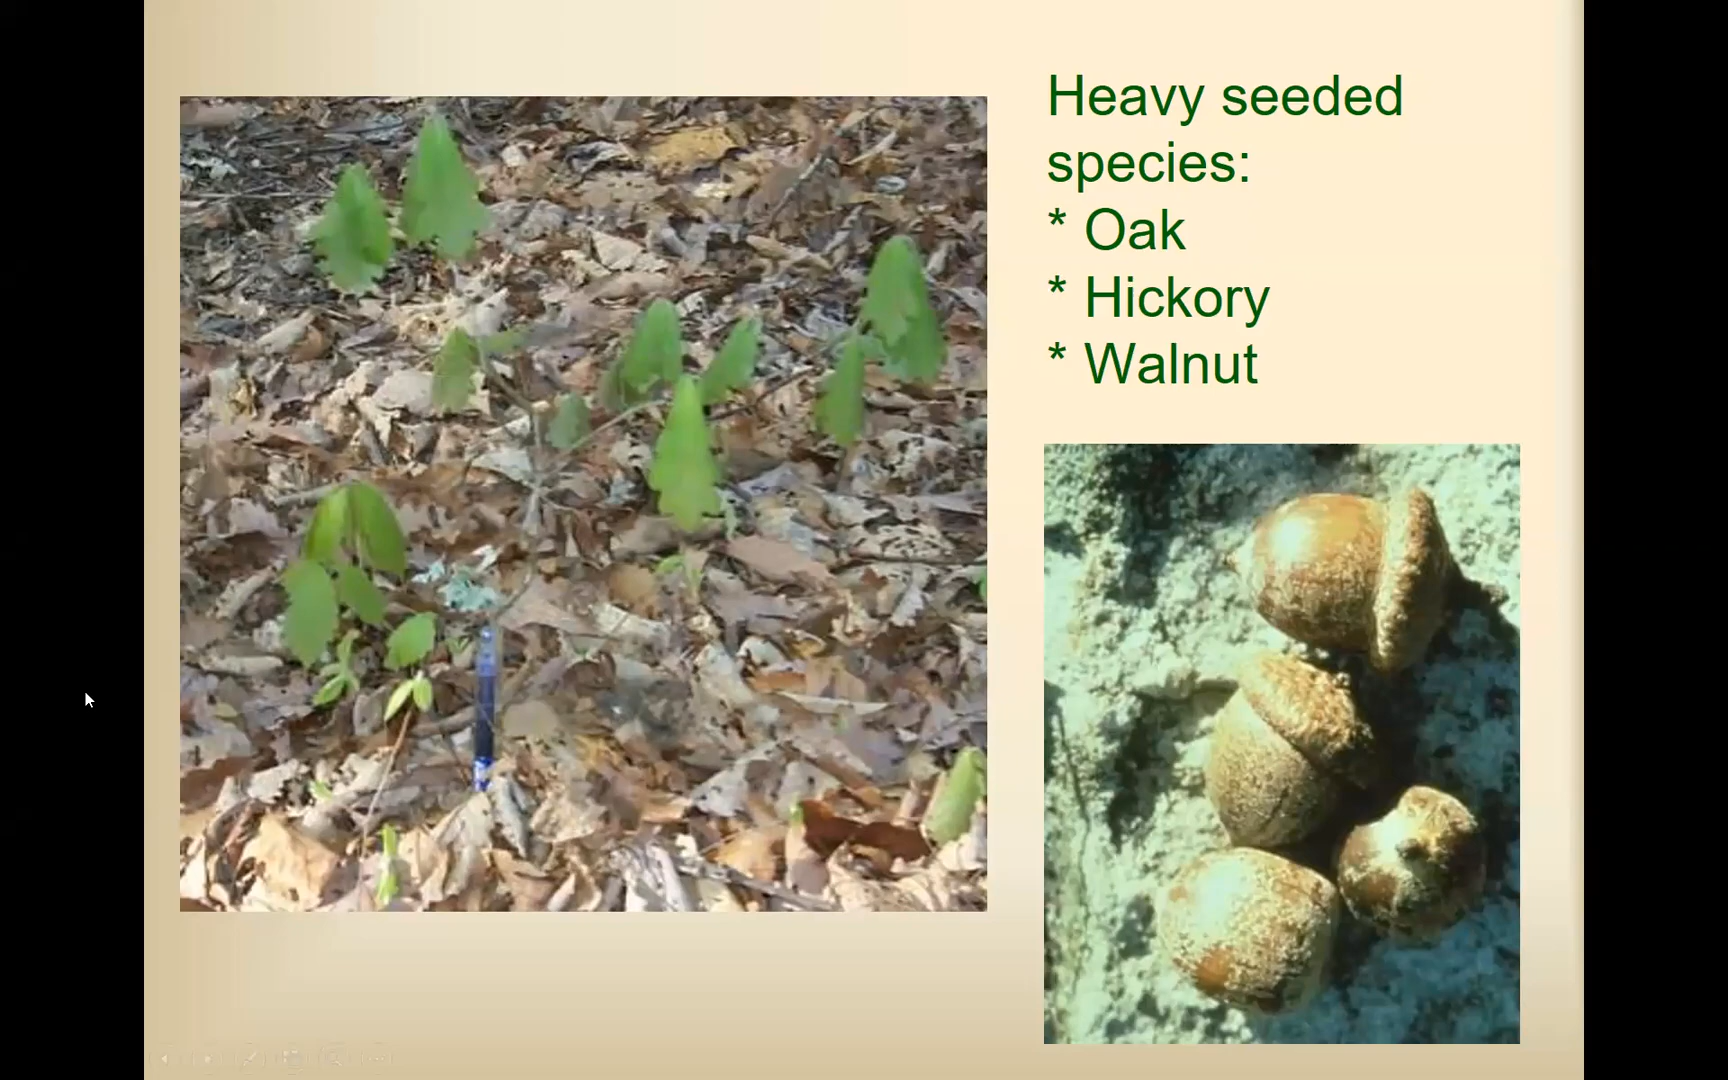 Heavy seeded
species:
* Oak
* Hickory
* Walnut